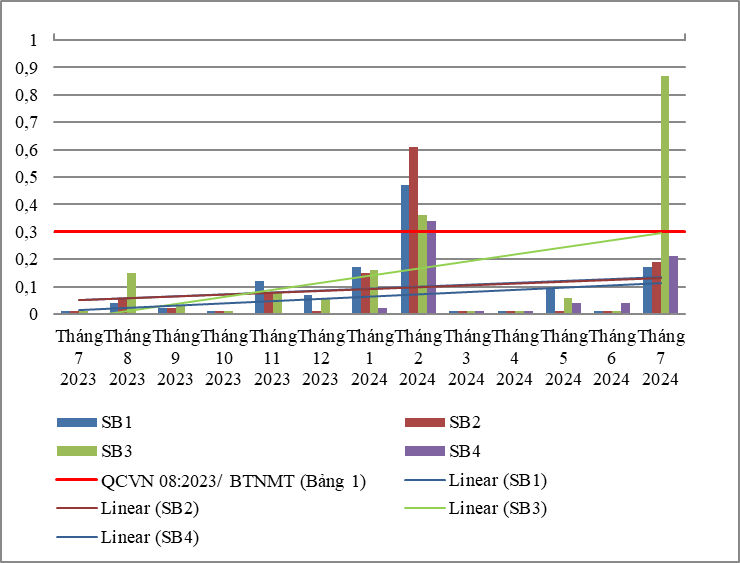 1
0,9
0,8
0,7
0,6
0,5
0,4
0,3
0,2
0,1
0
Tháng 7 2023
Tháng 8 2023
Tháng 9 2023
Tháng 10 2023
Tháng 11 2023
Tháng 12 2023
Tháng 1 2024
Tháng 2 2024
Tháng 3 2024
Tháng 4 2024
Tháng 5 2024
Tháng 6 2024
Tháng 7 2024
SB1
SB2
SB3
SB4
QCVN 08:2023/ BTNMT (Bảng 1)
Linear (SB1)
Linear (SB2)
Linear (SB3)
Linear (SB4)